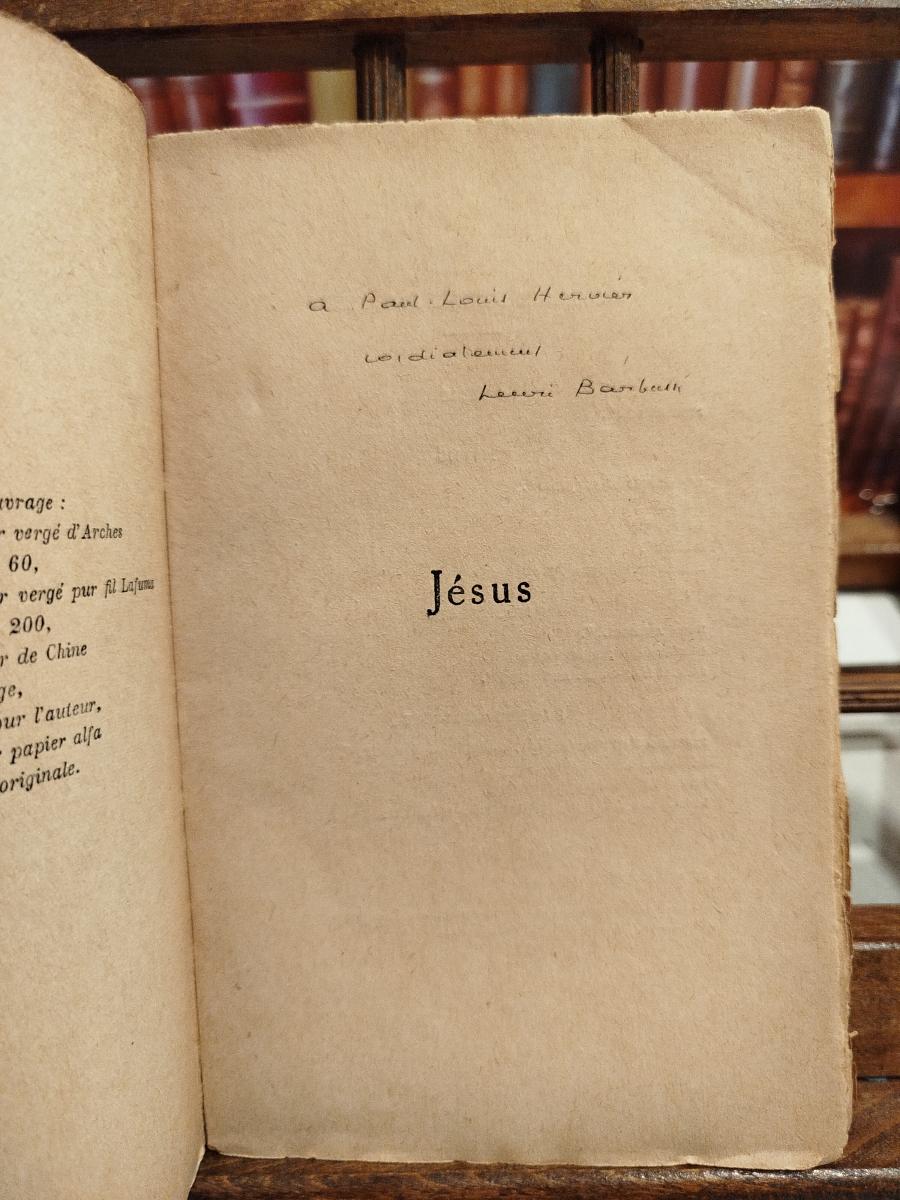 uvrage :
r vergé d'Arches
60,
r vergé pur fil Lafuma
200,
r de Chine
ge,
our l'auteur,
r papier alfa
originale.
a Paul-Louis Hervier
cordialement
Henri Barbusse
Jésus